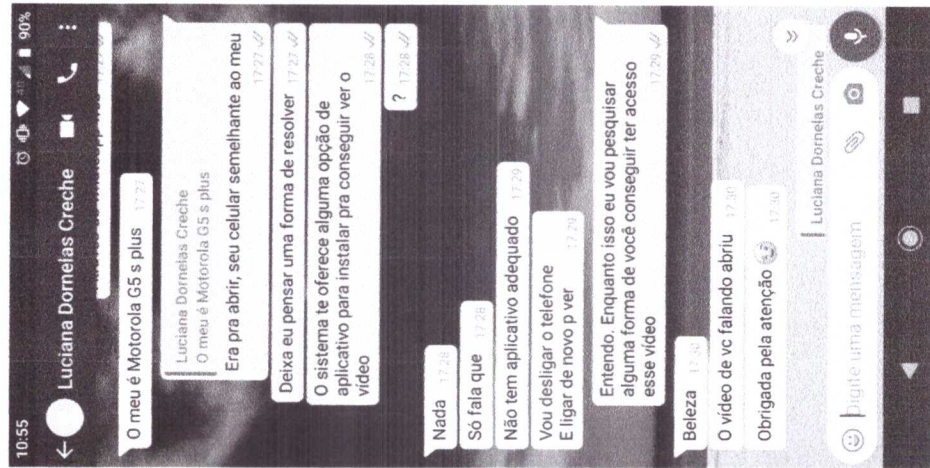 10:55
4G
90%
Luciana Dornelas Creche
O meu é Motorola G5 s plus 17:27
Luciana Dornelas Creche
O meu é Motorola G5 s plus
Era pra abrir, seu celular semelhante ao meu
17:27
Deixa eu pensar uma forma de resolver 17:27
O sistema te oferece alguma opção de
aplicativo para instalar pra conseguir ver o
vídeo 17:28
? 17:28
Nada 17:28
Só fala que 17:28
Não tem aplicativo adequado 17:29
Vou desligar o telefone
E ligar de novo p ver 17:29
Entendo. Enquanto isso eu vou pesquisar
alguma forma de você conseguir ter acesso
esse vídeo 17:29
Beleza 17:30
O vídeo de vc falando abriu 17:30
Obrigada pela atenção 17:30
Luciana Dornelas Creche
Digite uma mensagem